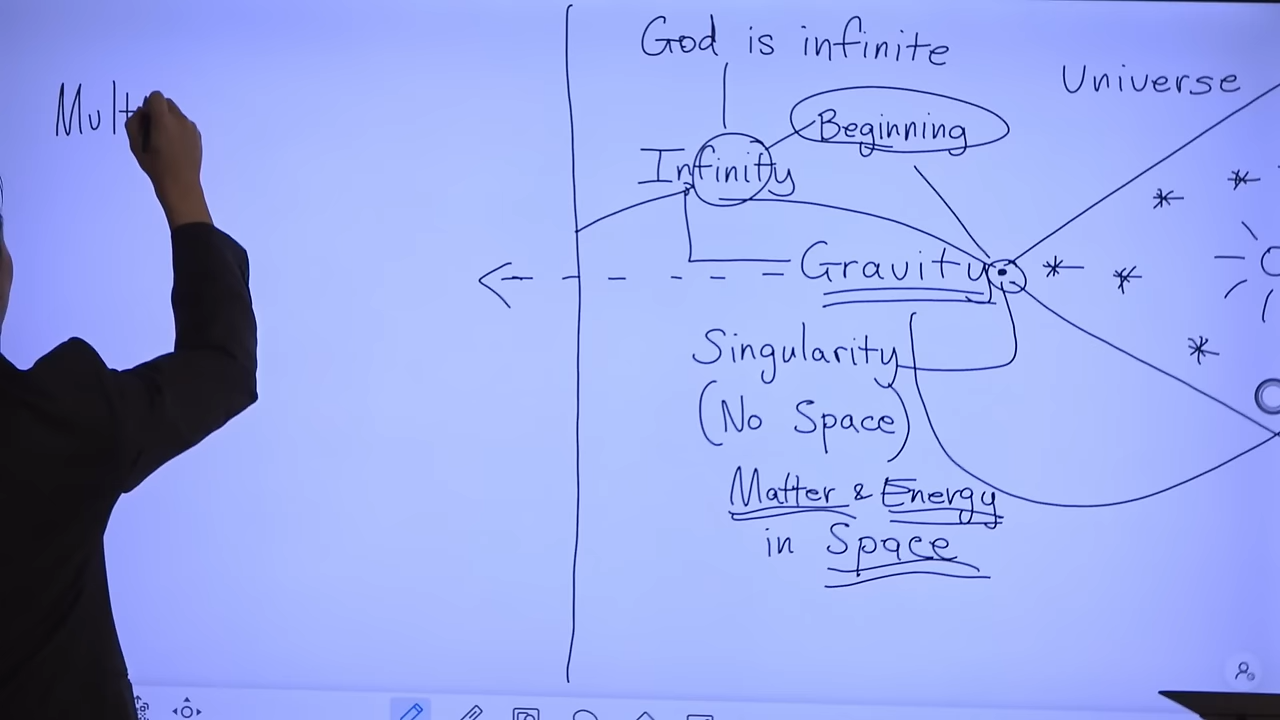 Mult
God is infinite
Universe
Beginning
Infinity
Gravity
Singularity
(No Space)
Matter & Energy
in Space